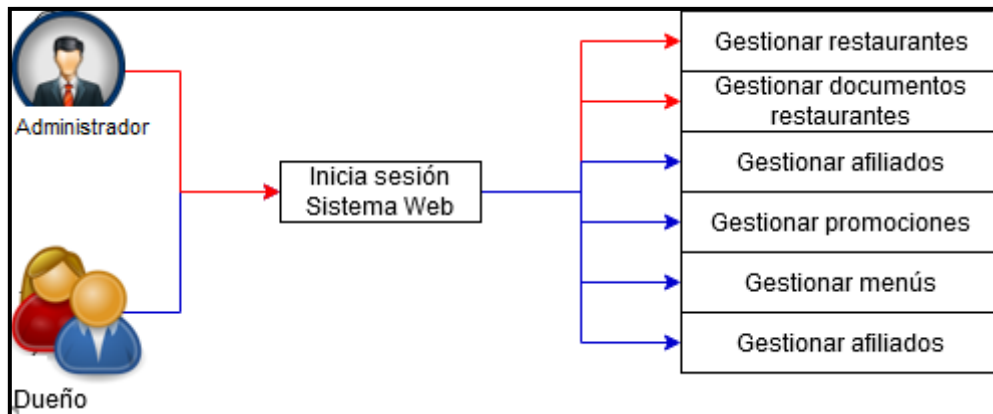 Administrador
Dueño
Inicia sesión
Sistema Web
Gestionar restaurantes
Gestionar documentos
restaurantes
Gestionar afiliados
Gestionar promociones
Gestionar menús
Gestionar afiliados